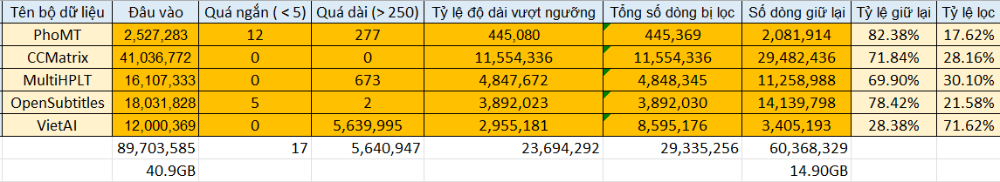 Tên bộ dữ liệu Đâu vào Quá ngắn ( < 5) Quá dài (> 250) Tỷ lệ độ dài vượt ngưỡng Tổng số dòng bị lọc Số dòng giữ lại Tỷ lệ giữ lại Tỷ lệ lọc
PhoMT 2,527,283 12 277 445,080 445,369 2,081,914 82.38% 17.62%
CCMatrix 41,036,772 0 0 11,554,336 11,554,336 29,482,436 71.84% 28.16%
MultiHPLT 16,107,333 0 673 4,847,672 4,848,345 11,258,988 69.90% 30.10%
OpenSubtitles 18,031,828 5 2 3,892,023 3,892,030 14,139,798 78.42% 21.58%
VietAI 12,000,369 0 5,639,995 2,955,181 8,595,176 3,405,193 28.38% 71.62%
89,703,585 17 5,640,947 23,694,292 29,335,256 60,368,329
40.9GB 14.90GB